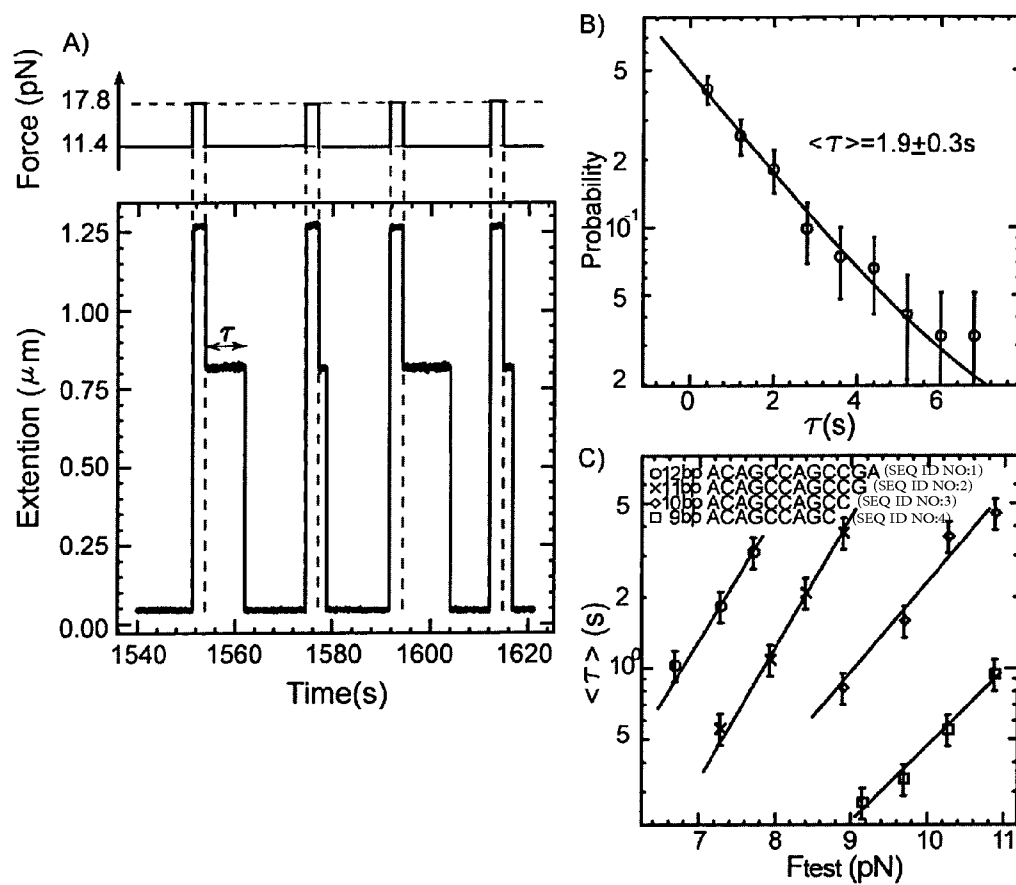 A)
Force (pN)
17.8
11.4
Extention (μm)
1.25
1.00
0.75
0.50
0.25
0.00
τ
1540
1560
1580
1600
1620
Time(s)
B)
Probability
5
2
10-1
5
2
<τ>=1.9±0.3s
0
2
4
6
τ(s)
C)
12bp ACAGCCAGCCGA (SEQ ID NO:1)
11bp ACAGCCAGCCG (SEQ ID NO:2)
10bp ACAGCCAGCC (SEQ ID NO:3)
9bp ACAGCCAGC (SEQ ID NO:4)
<τ> (s)
5
2
100
5
7
8
9
10
11
Ftest (pN)